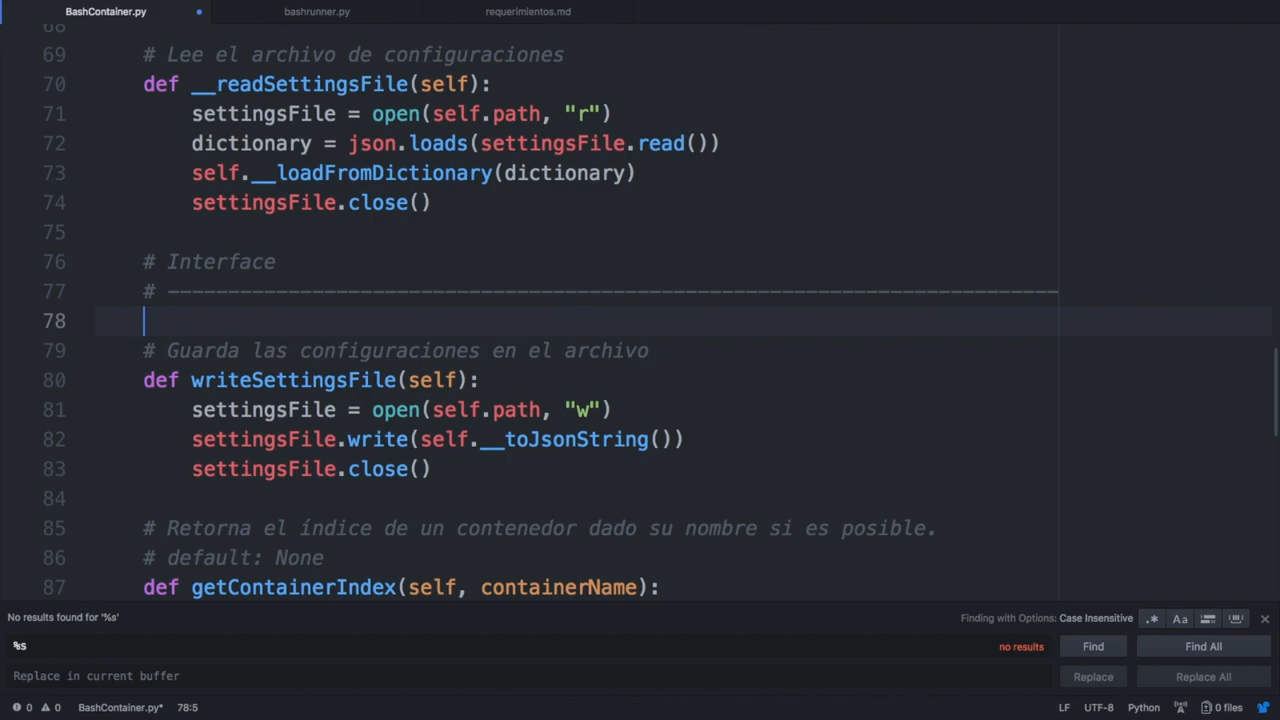 BashContainer.py bashrunner.py requerimientos.md
68
69 # Lee el archivo de configuraciones
70 def __readSettingsFile(self):
71 settingsFile = open(self.path, "r")
72 dictionary = json.loads(settingsFile.read())
73 self.__loadFromDictionary(dictionary)
74 settingsFile.close()
75
76 # Interface
77 # --------------------------------------------------------------------------
78
79 # Guarda las configuraciones en el archivo
80 def writeSettingsFile(self):
81 settingsFile = open(self.path, "w")
82 settingsFile.write(self.__toJsonString())
83 settingsFile.close()
84
85 # Retorna el índice de un contenedor dado su nombre si es posible.
86 # default: None
87 def getContainerIndex(self, containerName):
No results found for '%s' Finding with Options: Case Insensitive .* Aa
%s no results Find Find All
Replace in current buffer Replace Replace All
0 0 BashContainer.py* 78:5 LF UTF-8 Python 0 files